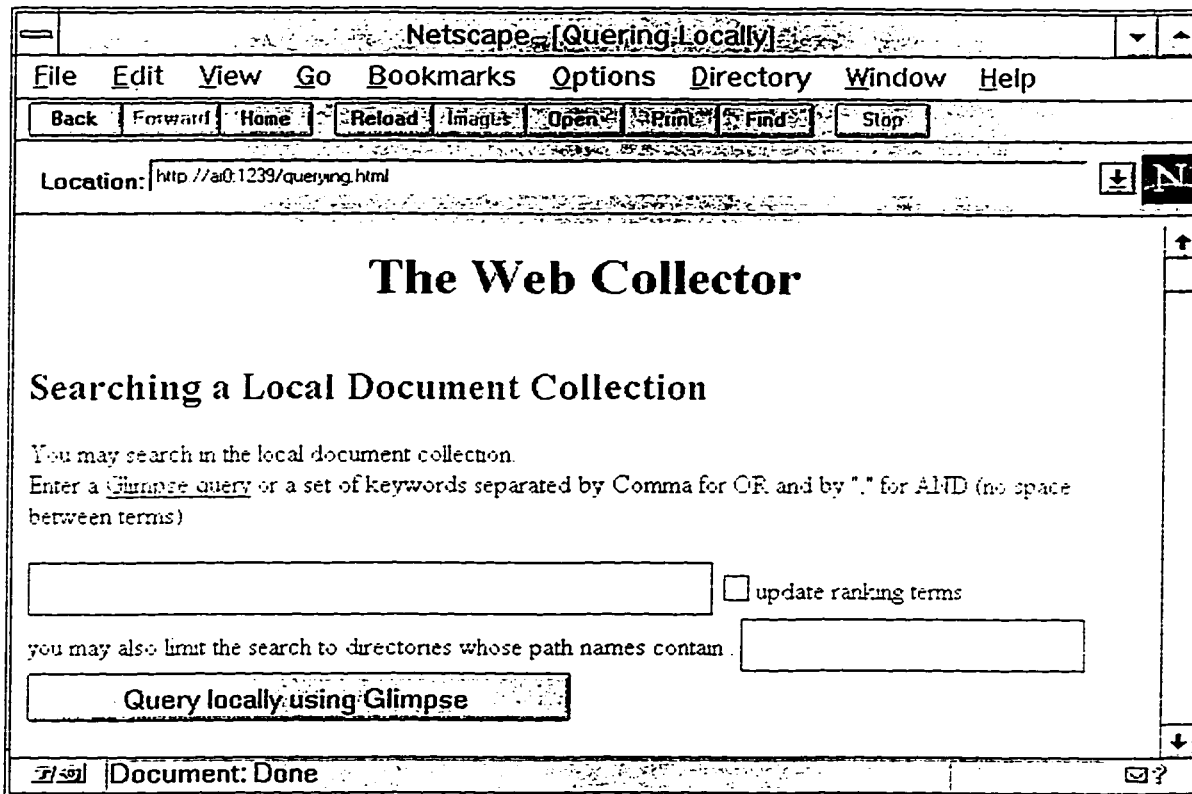 Netscape - [Quering Locally]
File Edit View Go Bookmarks Options Directory Window Help
Back Forward Home Reload Images Open Print Find Stop
Location: http://ai0:1239/querying.html
N
The Web Collector
Searching a Local Document Collection
You may search in the local document collection.
Enter a Glimpse query or a set of keywords separated by Comma for OR and by ";" for AND (no space
between terms)
update ranking terms
you may also limit the search to directories whose path names contain :
Query locally using Glimpse
Document: Done
?